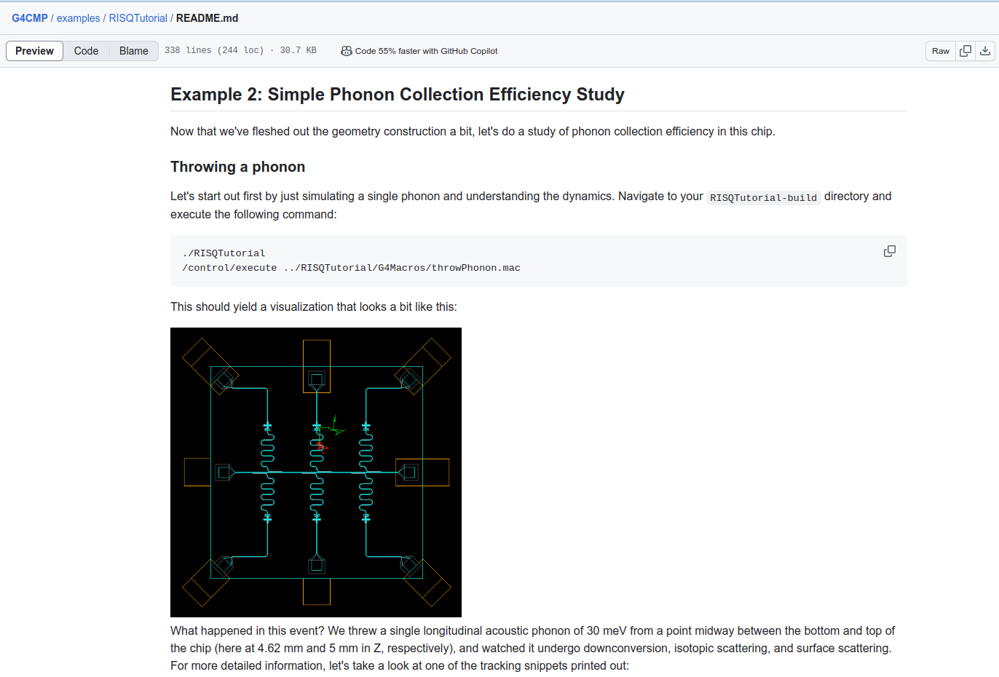 G4CMP / examples / RISQTutorial / README.md
Preview Code Blame 338 lines (244 loc) · 30.7 KB Code 55% faster with GitHub Copilot Raw
Example 2: Simple Phonon Collection Efficiency Study
Now that we've fleshed out the geometry construction a bit, let's do a study of phonon collection efficiency in this chip.
Throwing a phonon
Let's start out first by just simulating a single phonon and understanding the dynamics. Navigate to your RISQTutorial-build directory and
execute the following command:
./RISQTutorial
/control/execute ../RISQTutorial/G4Macros/throwPhonon.mac
This should yield a visualization that looks a bit like this:
What happened in this event? We threw a single longitudinal acoustic phonon of 30 meV from a point midway between the bottom and top of
the chip (here at 4.62 mm and 5 mm in Z, respectively), and watched it undergo downconversion, isotopic scattering, and surface scattering.
For more detailed information, let's take a look at one of the tracking snippets printed out: